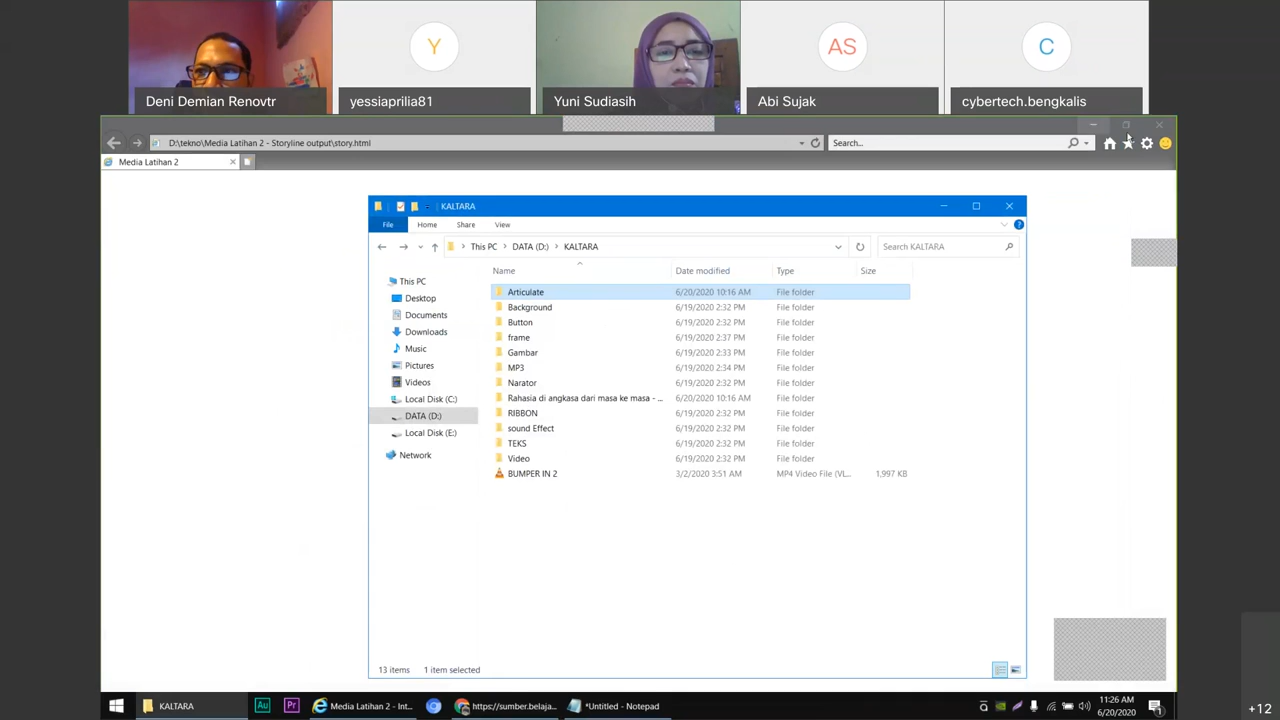 Y
AS
C
Deni Demian Renovtr
yessiaprilia81
Yuni Sudiasih
Abi Sujak
cybertech.bengkalis
D:\tekno\Media Latihan 2 - Storyline output\story.html
Search...
Media Latihan 2
KALTARA
File
Home
Share
View
This PC
DATA (D:)
KALTARA
Search KALTARA
Name
Date modified
Type
Size
This PC
Desktop
Documents
Downloads
Music
Pictures
Videos
Local Disk (C:)
DATA (D:)
Local Disk (E:)
Network
Articulate 6/20/2020 10:16 AM File folder
Background 6/19/2020 2:32 PM File folder
Button 6/19/2020 2:32 PM File folder
frame 6/19/2020 2:37 PM File folder
Gambar 6/19/2020 2:33 PM File folder
MP3 6/19/2020 2:34 PM File folder
Narator 6/19/2020 2:32 PM File folder
Rahasia di angkasa dari masa ke masa - ... 6/20/2020 10:16 AM File folder
RIBBON 6/19/2020 2:32 PM File folder
sound Effect 6/19/2020 2:32 PM File folder
TEKS 6/19/2020 2:32 PM File folder
Video 6/19/2020 2:32 PM File folder
BUMPER IN 2 3/2/2020 3:51 AM MP4 Video File (VL... 1,997 KB
13 items
1 item selected
KALTARA
Au
Pr
Media Latihan 2 - Int...
https://sumber.belaja...
*Untitled - Notepad
11:26 AM
6/20/2020
1
+12